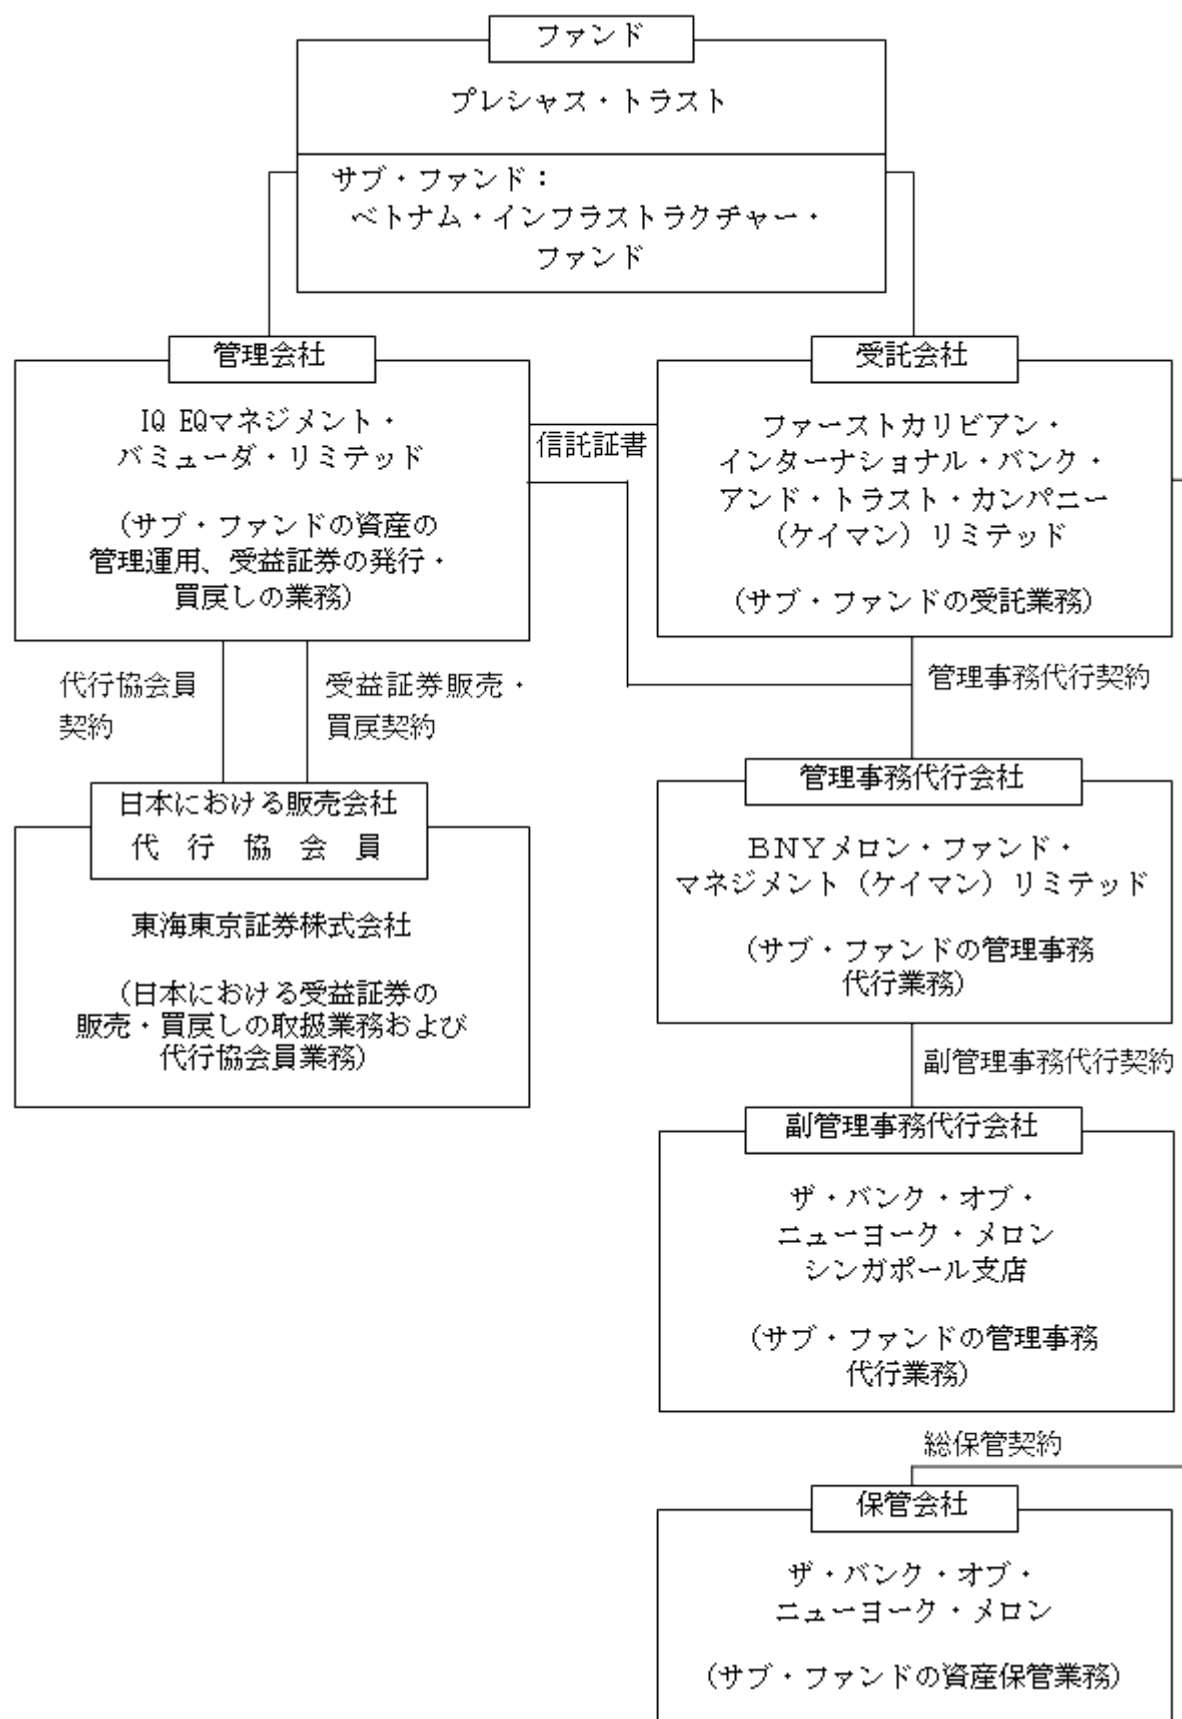 ファンド
プレシャス・トラスト
サブ・ファンド：
ベトナム・インフラストラクチャー・
ファンド
管理会社
IQ EQマネジメント・
バミューダ・リミテッド
（サブ・ファンドの資産の
管理運用、受益証券の発行・
買戻しの業務）
信託証書
受託会社
ファーストカリビアン・
インターナショナル・バンク・
アンド・トラスト・カンパニー
（ケイマン）リミテッド
（サブ・ファンドの受託業務）
代行協会員
契約
受益証券販売・
買戻契約
管理事務代行契約
日本における販売会社
代行協会員
東海東京証券株式会社
（日本における受益証券の
販売・買戻しの取扱業務および
代行協会員業務）
管理事務代行会社
ＢＮＹメロン・ファンド・
マネジメント（ケイマン）リミテッド
（サブ・ファンドの管理事務
代行業務）
副管理事務代行契約
副管理事務代行会社
ザ・バンク・オブ・
ニューヨーク・メロン
シンガポール支店
（サブ・ファンドの管理事務
代行業務）
総保管契約
保管会社
ザ・バンク・オブ・
ニューヨーク・メロン
（サブ・ファンドの資産保管業務）